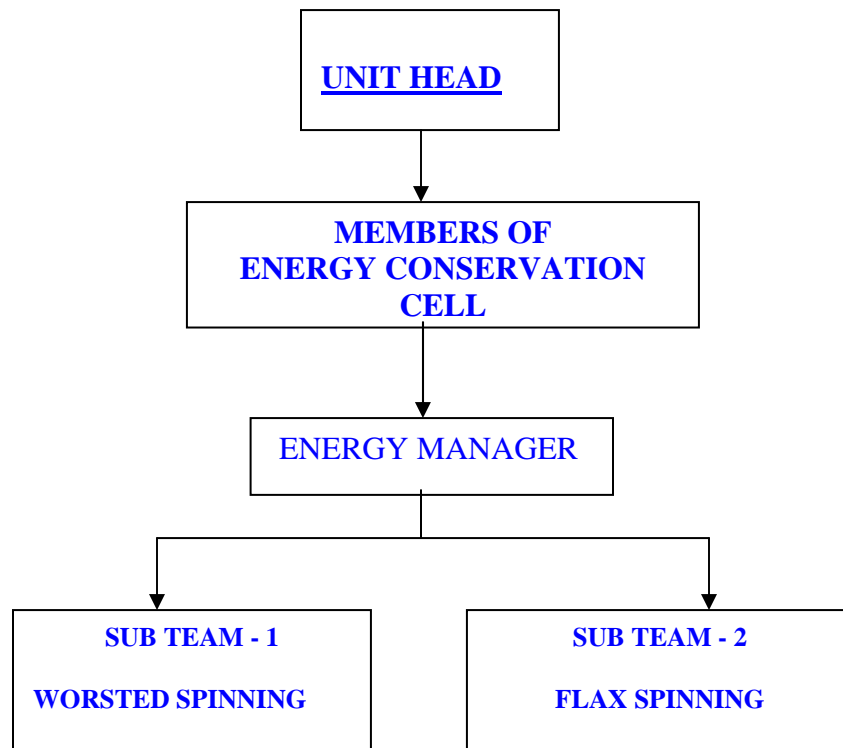 UNIT HEAD
MEMBERS OF
ENERGY CONSERVATION
CELL
ENERGY MANAGER
SUB TEAM - 1
WORSTED SPINNING
SUB TEAM - 2
FLAX SPINNING